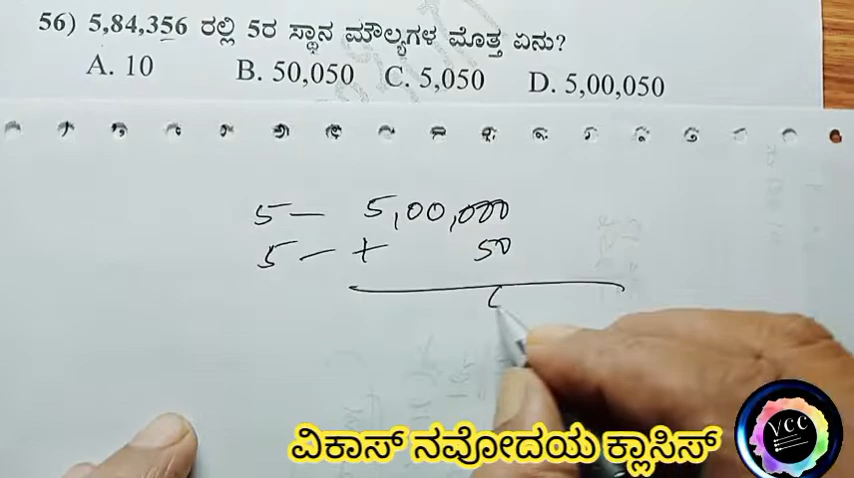 56) 5,84,356 ರಲ್ಲಿ 5ರ ಸ್ಥಾನ ಮೌಲ್ಯಗಳ ಮೊತ್ತ ಏನು?
A. 10 B. 50,050 C. 5,050 D. 5,00,050
5 — 5,00,000
5 — + 50
ವಿಕಾಸ್ ನವೋದಯ ಕ್ಲಾಸಿಸ್
VCC